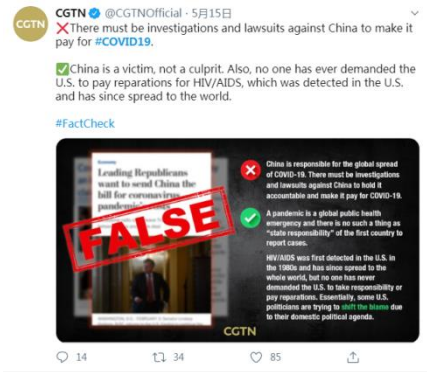 CGTN
CGTN @CGTNOfficial · 5月15日
❌There must be investigations and lawsuits against China to make it
pay for #COVID19.
✅China is a victim, not a culprit. Also, no one has ever demanded the
U.S. to pay reparations for HIV/AIDS, which was detected in the U.S.
and has since spread to the world.
#FactCheck
Economy
Leading Republicans
want to send China the
bill for coronavirus
pandemic's costs
FALSE
China is responsible for the global spread
of COVID-19. There must be investigations
and lawsuits against China to hold it
accountable and make it pay for COVID-19.
A pandemic is a global public health
emergency and there is no such a thing as
"state responsibility" of the first country to
report cases.
HIV/AIDS was first detected in the U.S. in
the 1980s and has since spread to the
whole world, but no one has never
demanded the U.S. to take responsibility or
pay reparations. Essentially, some U.S.
politicians are trying to shift the blame due
to their domestic political agenda.
CGTN
14 34 85